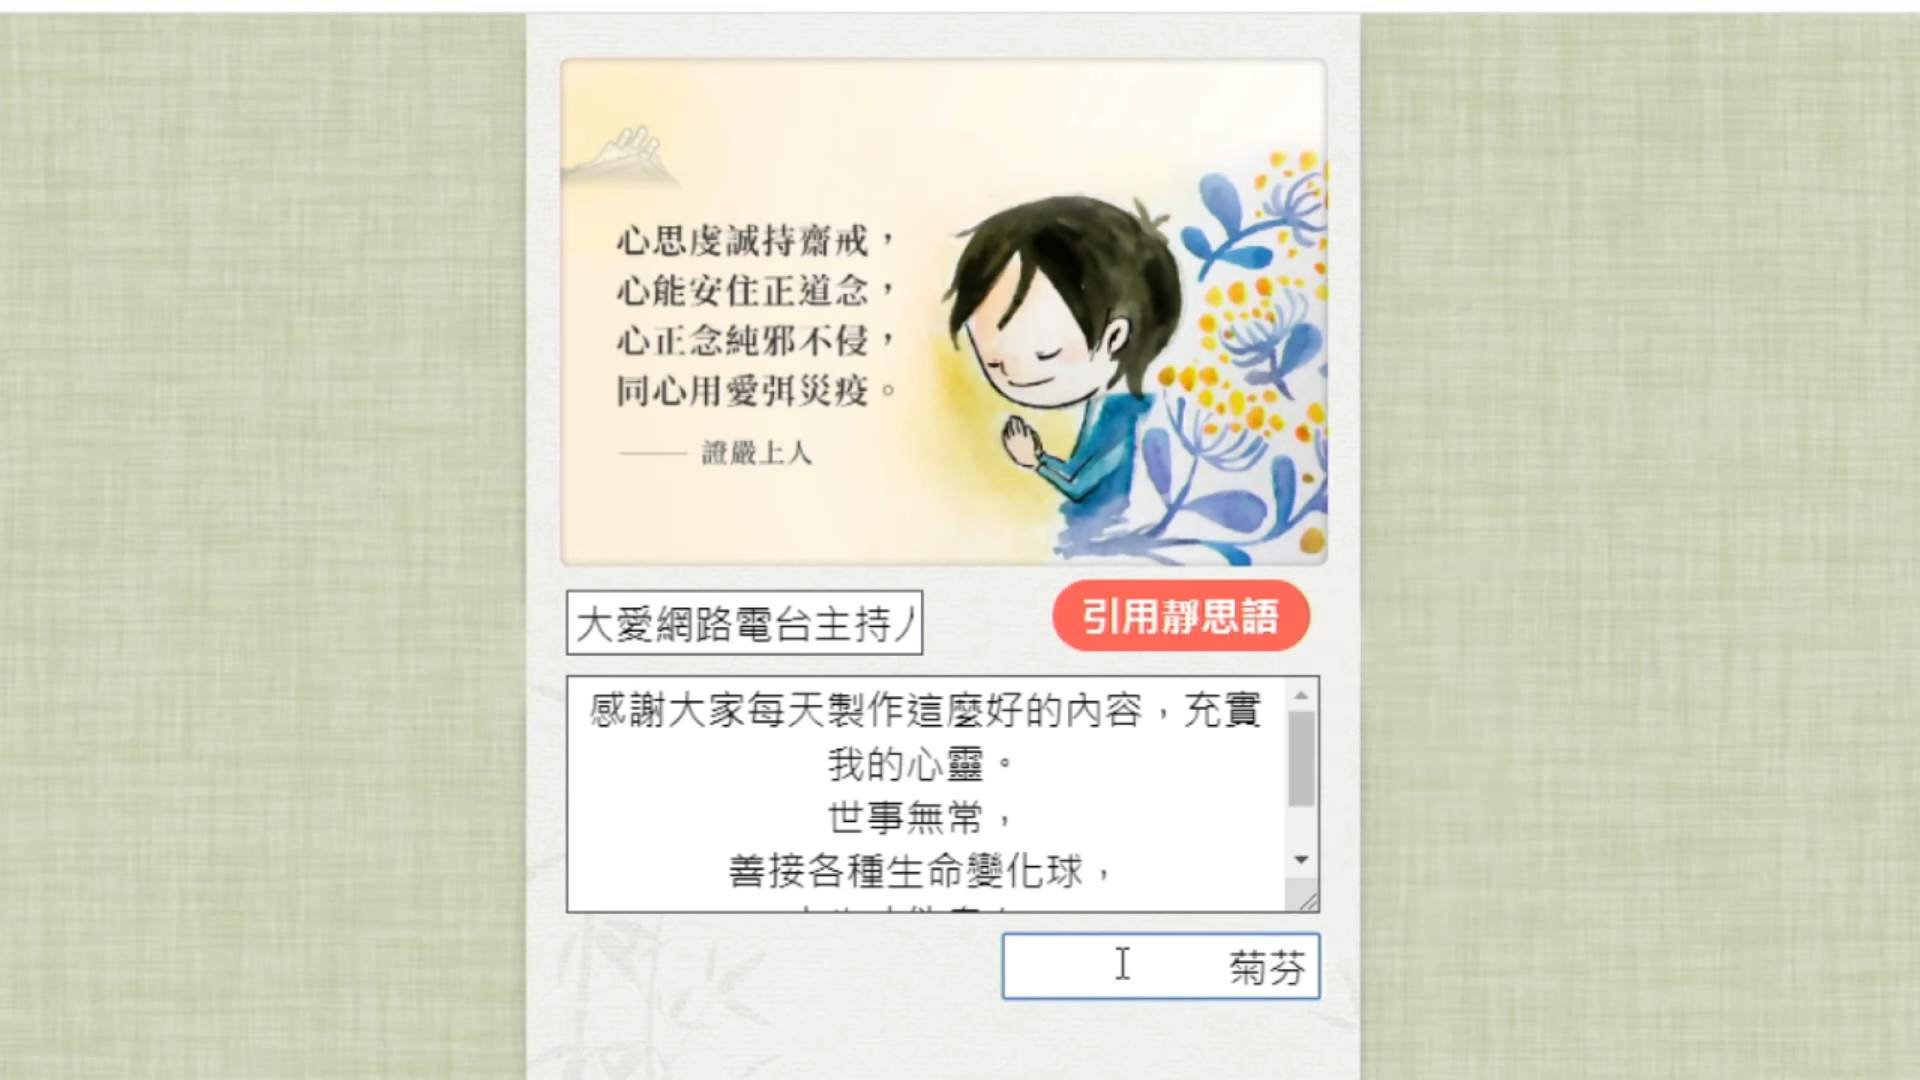 心思虔誠持齋戒，
心能安住正道念，
心正念純邪不侵，
同心用愛弭災疫。
—— 證嚴上人
大愛網路電台主持
引用靜思語
感謝大家每天製作這麼好的內容，充實
我的心靈。
世事無常，
善接各種生命變化球，
菊芬